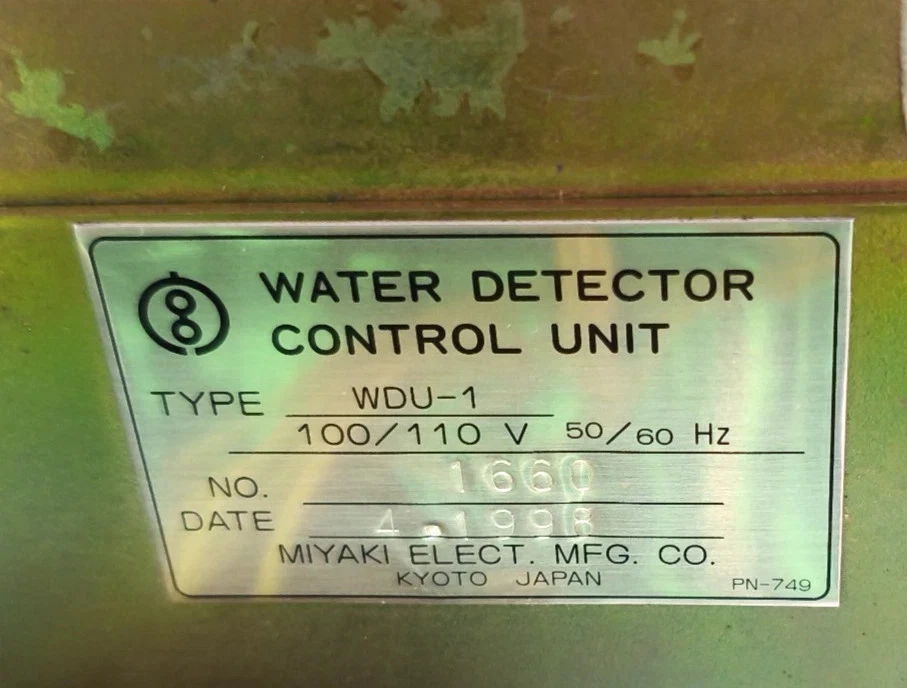 WATER DETECTOR
CONTROL UNIT
TYPE WDU-1
100/110 V 50/60 Hz
NO. 1660
DATE 4.1998
MIYAKI ELECT. MFG. CO.
KYOTO JAPAN
PN-749